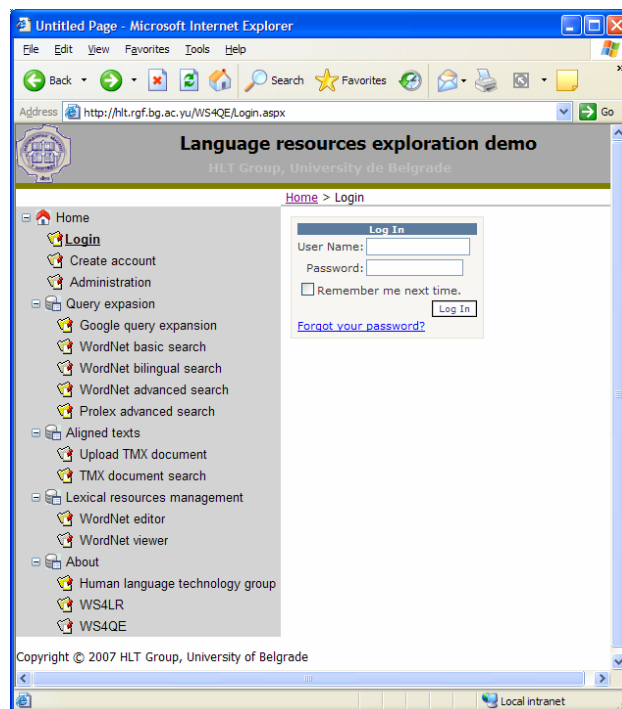 Untitled Page - Microsoft Internet Explorer
File Edit View Favorites Tools Help
Back Search Favorites »
Address http://hlt.rgf.bg.ac.yu/WS4QE/Login.aspx Go
Language resources exploration demo
HLT Group, University de Belgrade
Home > Login
Home
Login
Create account
Administration
Query expasion
Google query expansion
WordNet basic search
WordNet bilingual search
WordNet advanced search
Prolex advanced search
Aligned texts
Upload TMX document
TMX document search
Lexical resources management
WordNet editor
WordNet viewer
About
Human language technology group
WS4LR
WS4QE
Log In
User Name:
Password:
Remember me next time.
Log In
Forgot your password?
Copyright © 2007 HLT Group, University of Belgrade
Local intranet